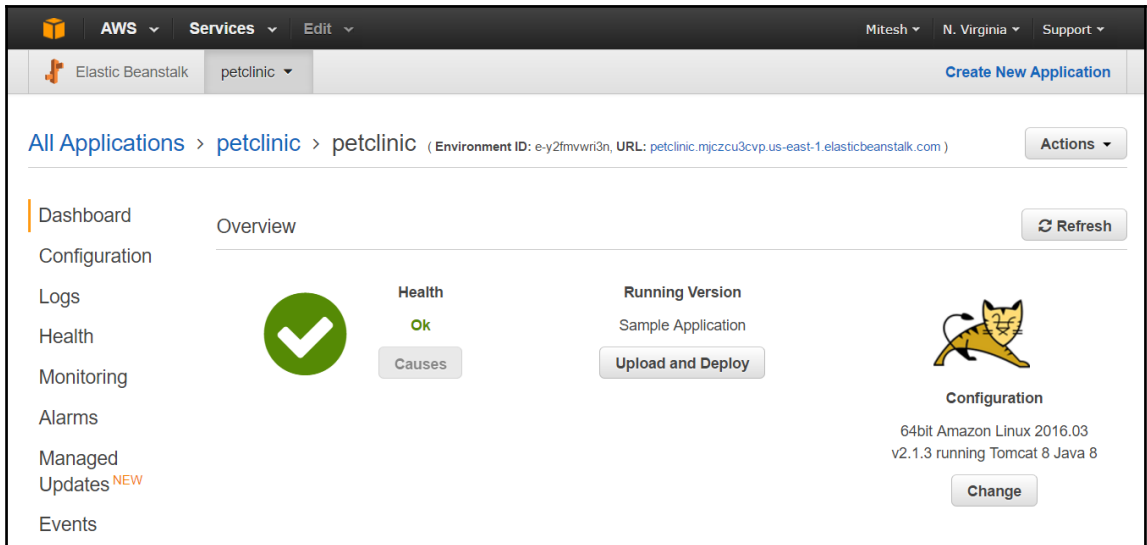 AWS Services Edit Mitesh N. Virginia Support
Elastic Beanstalk petclinic Create New Application
All Applications > petclinic > petclinic ( Environment ID: e-y2fmvwri3n, URL: petclinic.mjczcu3cvp.us-east-1.elasticbeanstalk.com ) Actions
Dashboard
Configuration
Logs
Health
Monitoring
Alarms
Managed
Updates NEW
Events
Overview Refresh
Health
Ok
Causes
Running Version
Sample Application
Upload and Deploy
Configuration
64bit Amazon Linux 2016.03
v2.1.3 running Tomcat 8 Java 8
Change